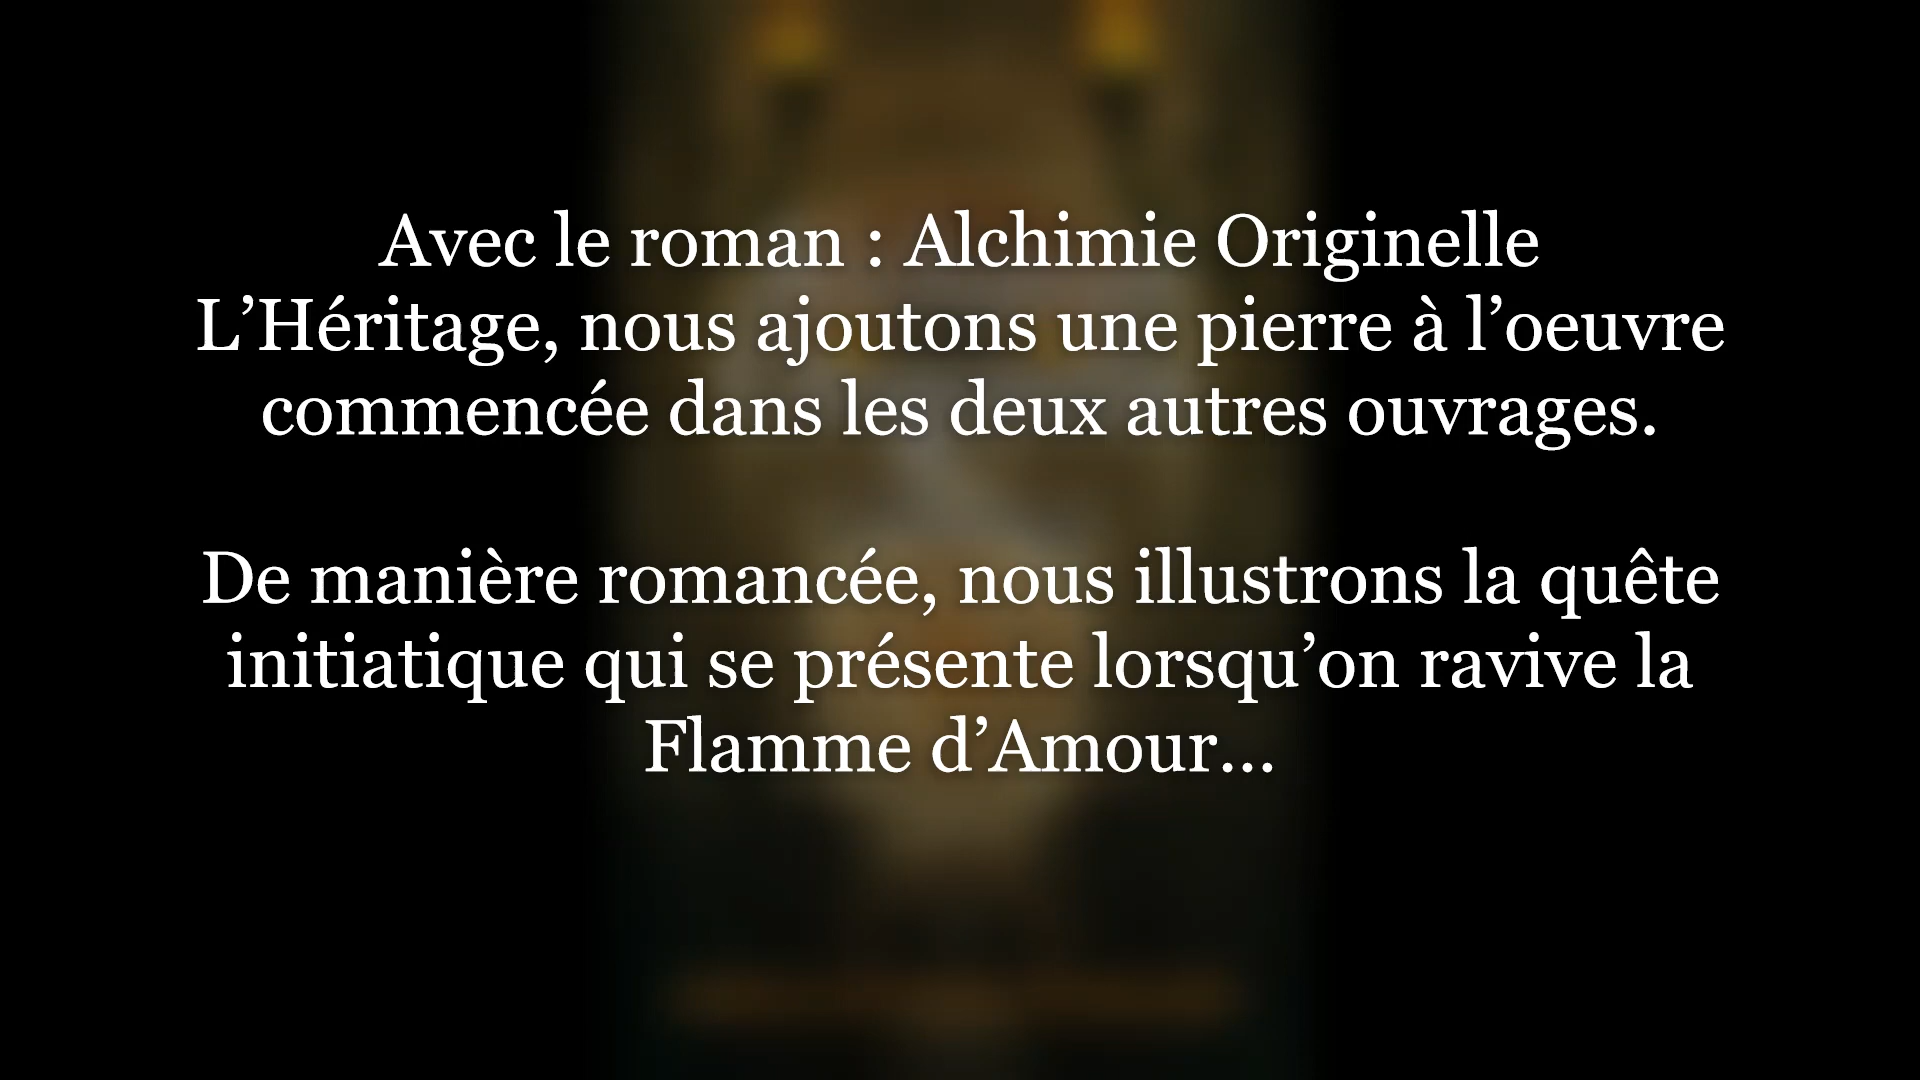 Avec le roman : Alchimie Originelle
L’Héritage, nous ajoutons une pierre à l’oeuvre
commencée dans les deux autres ouvrages.
De manière romancée, nous illustrons la quête
initiatique qui se présente lorsqu’on ravive la
Flamme d’Amour...